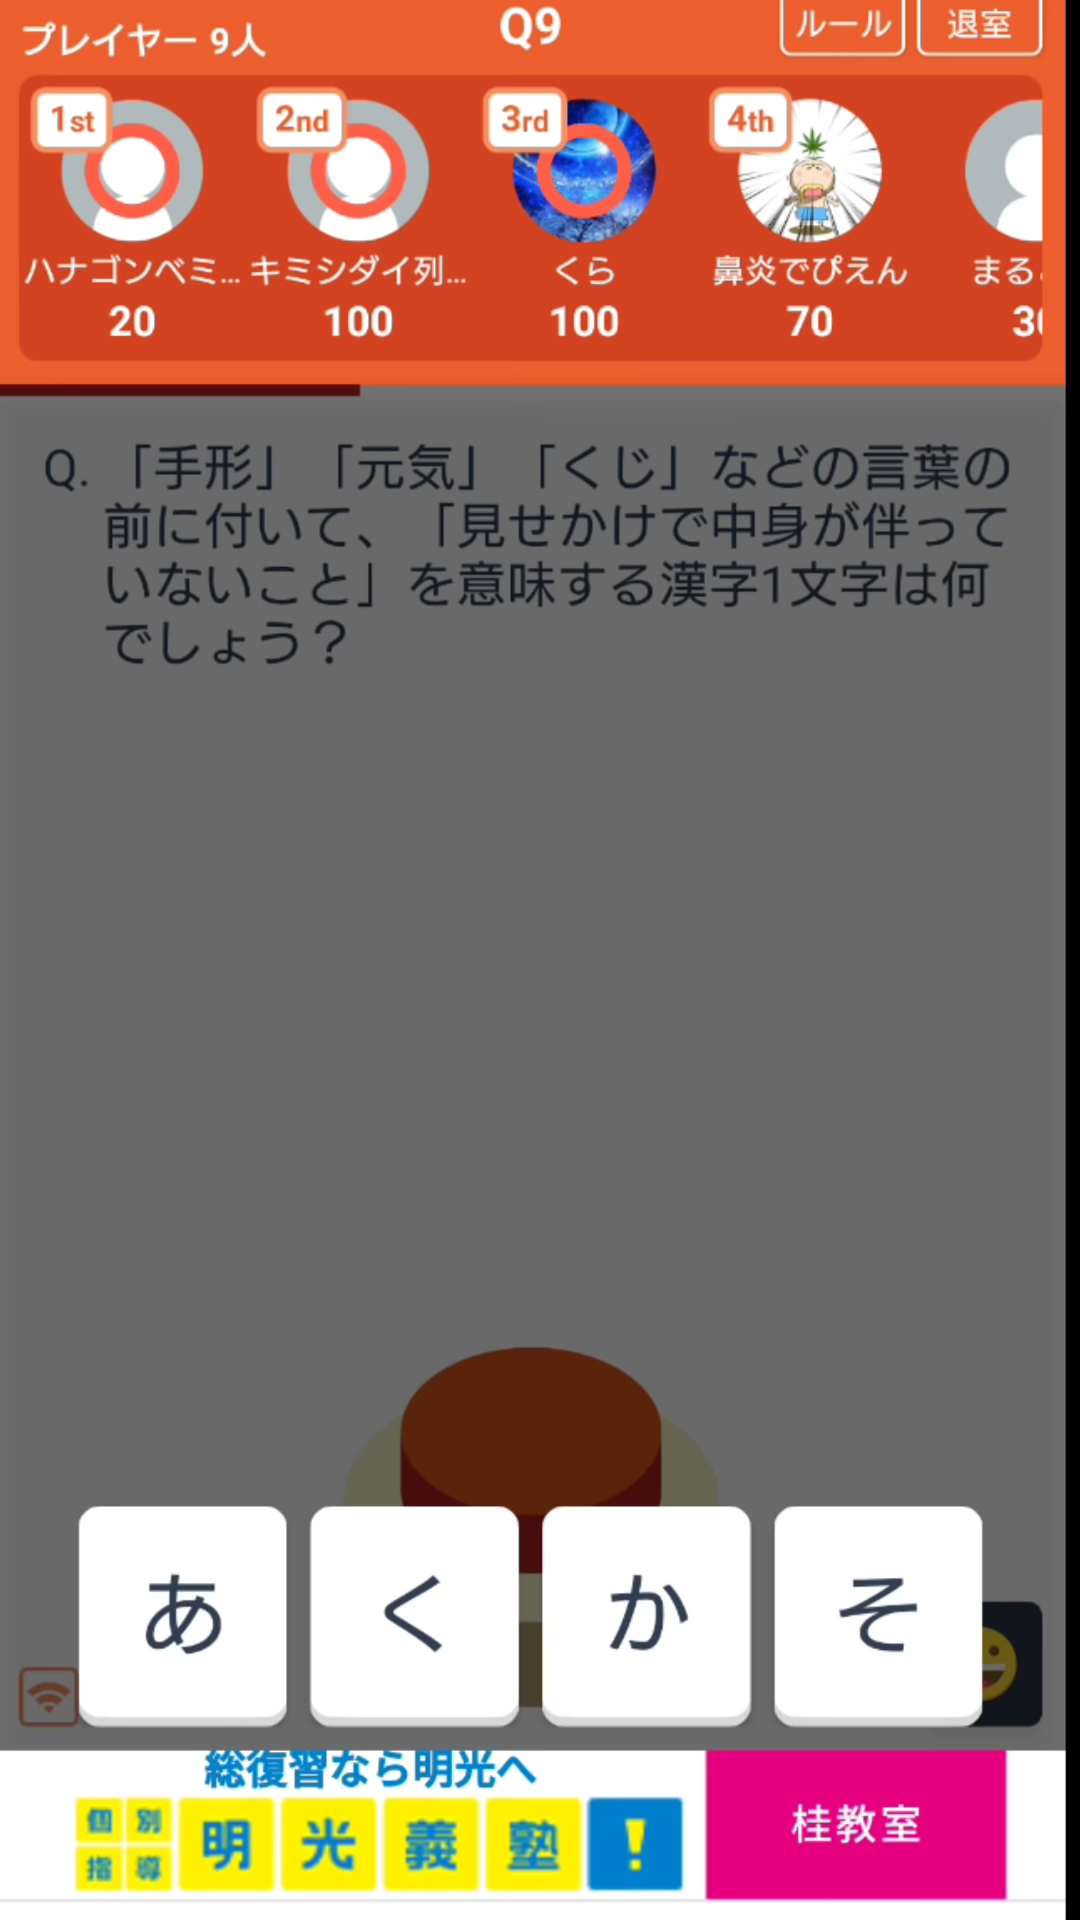 プレイヤー 9人
Q9
ルール
退室
1st
2nd
3rd
4th
ハナゴンベミ...
キミシダイ列...
くら
鼻炎でぴえん
まる
20
100
100
70
Q. 「手形」「元気」「くじ」などの言葉の
前に付いて、「見せかけで中身が伴って
いないこと」を意味する漢字1文字は何
でしょう？
あ
く
か
そ
総復習なら明光へ
個別
指導
明光義塾!
桂教室